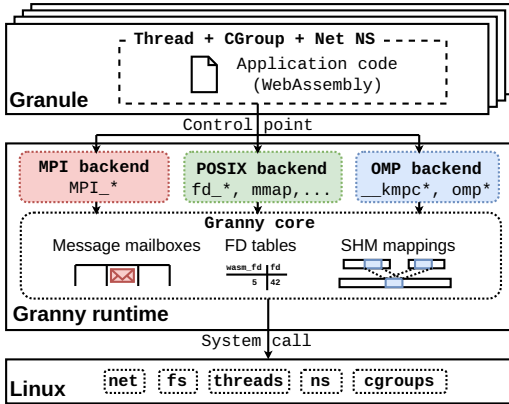 Thread + CGroup + Net NS
Application code
(WebAssembly)
Granule
Control point
MPI backend
MPI_*
POSIX backend
fd_*, mmap,...
OMP backend
__kmpc*, omp*
Granny core
Message mailboxes
FD tables
SHM mappings
wasm_fd fd
5 42
Granny runtime
System call
Linux
net fs threads ns cgroups